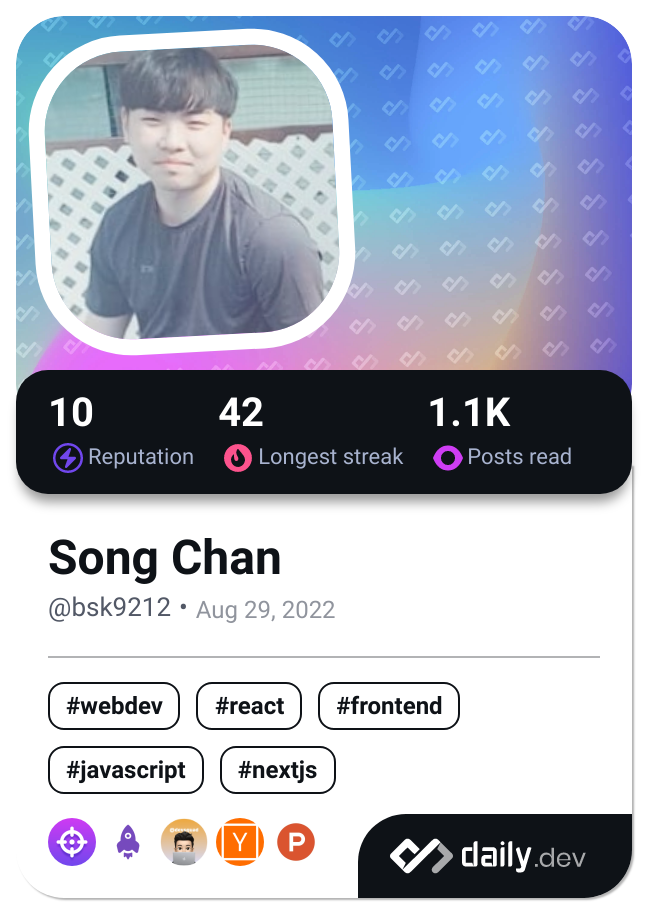 10 42 1.1K
Reputation Longest streak Posts read
Song Chan
@bsk9212 • Aug 29, 2022
#webdev #react #frontend
#javascript #nextjs
Y P
daily.dev